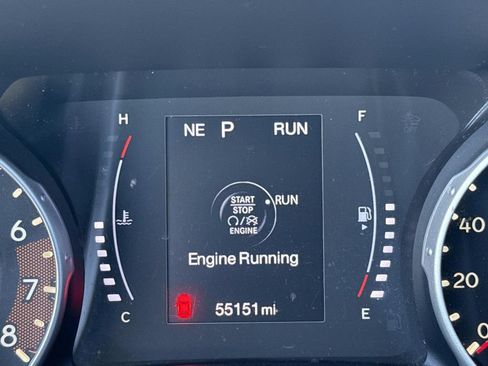 H
F
NE P RUN
START
STOP
RUN
ENGINE
Engine Running
55151 mi
C
E
6
7
8
40
20
0